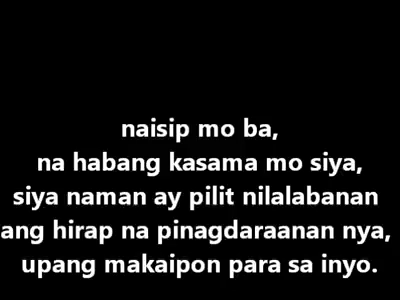 naisip mo ba,
na habang kasama mo siya,
siya naman ay pilit nilalabanan
ang hirap na pinagdaraanan nya,
upang makaipon para sa inyo.